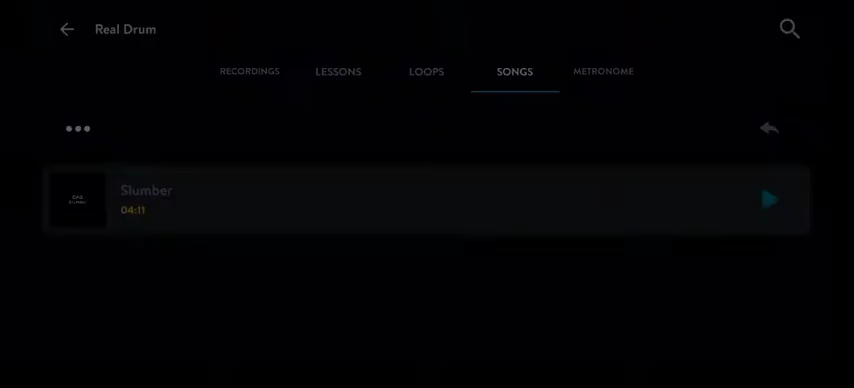 Real Drum
RECORDINGS LESSONS LOOPS SONGS METRONOME
Slumber
04:11